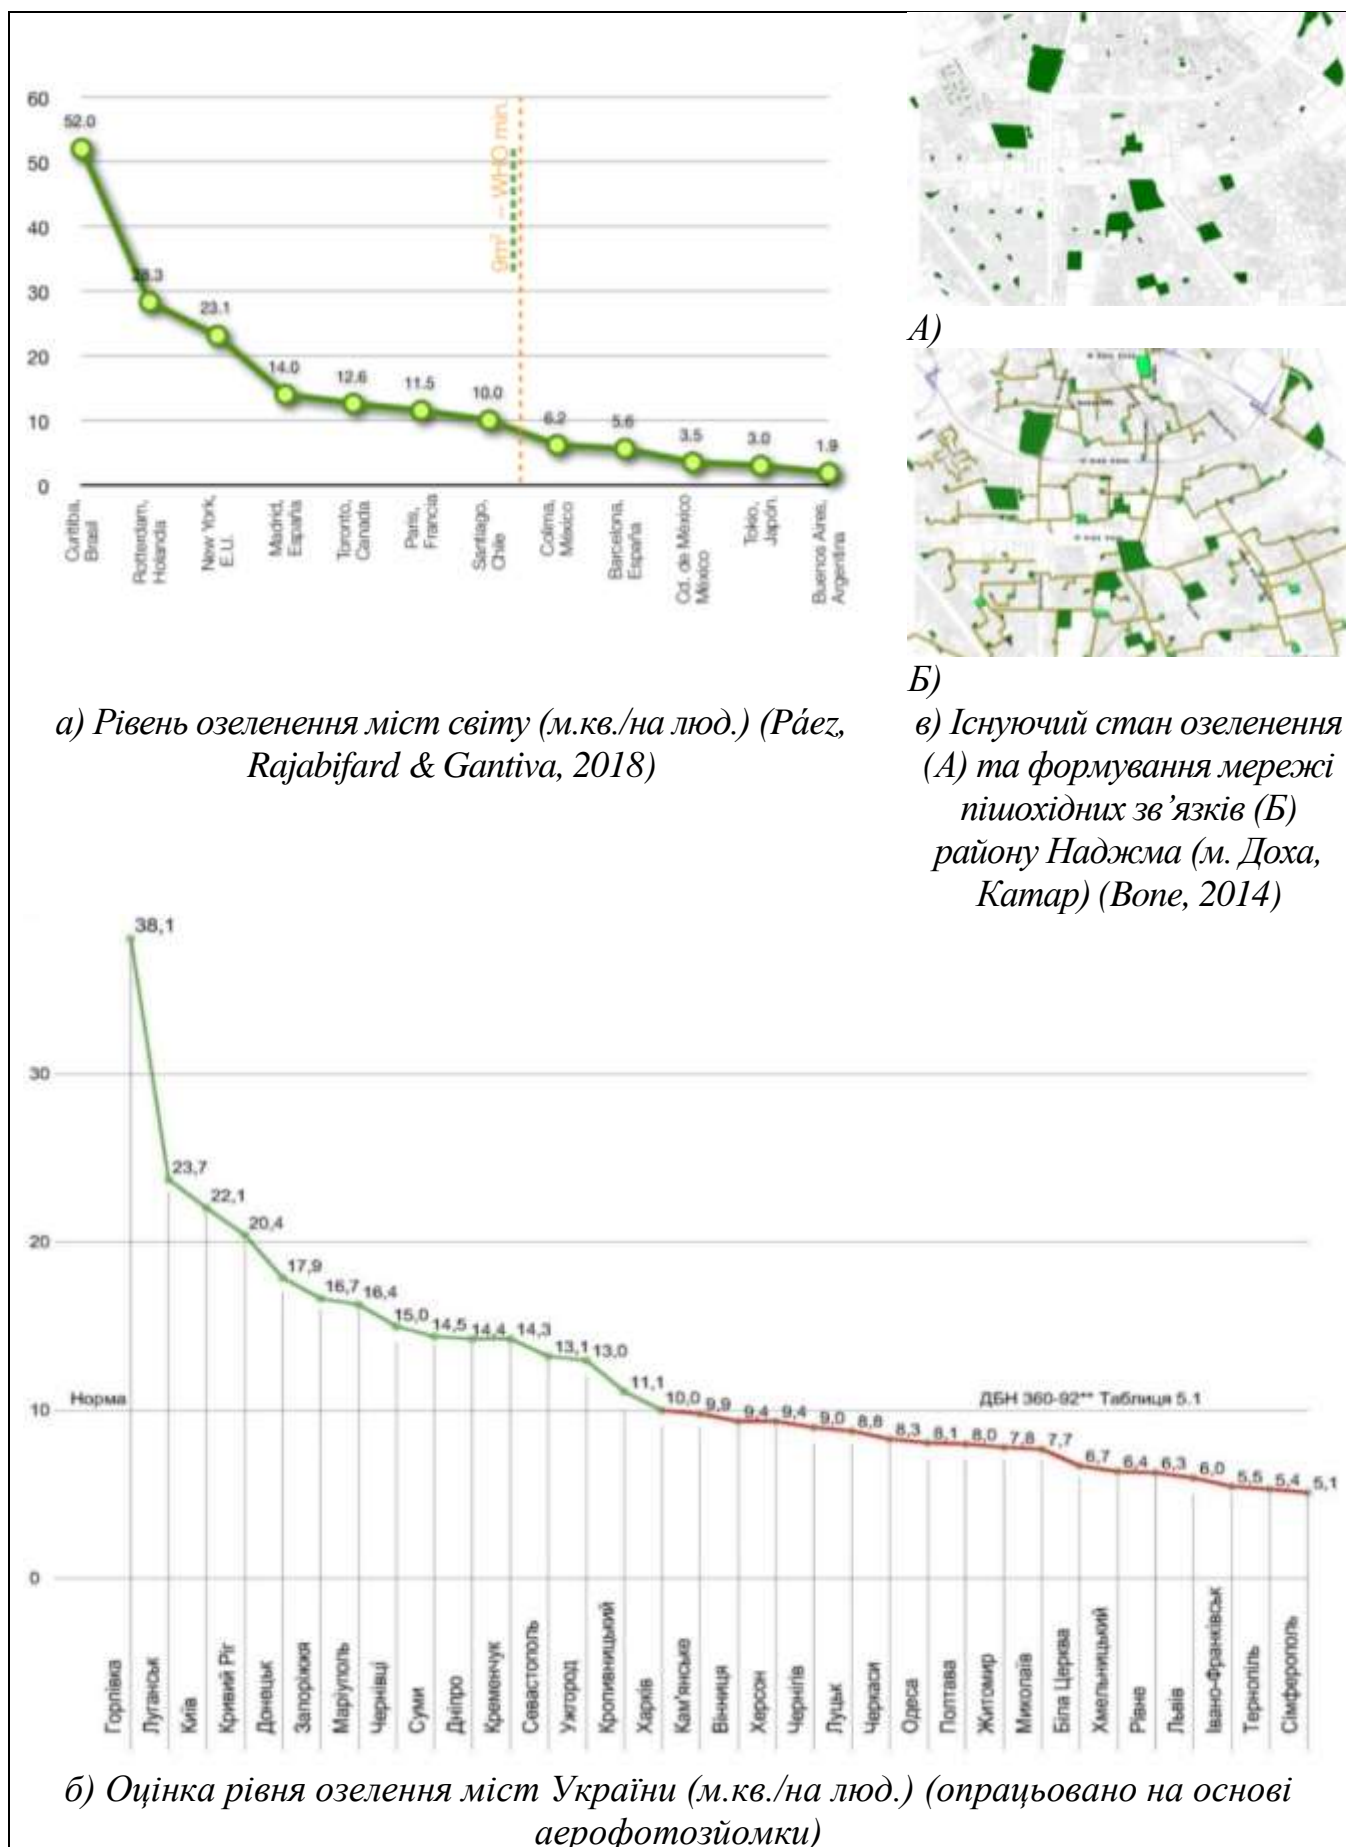 60
50
40
30
20
10
0
52.0
28.3
23.1
14.0
12.6
11.5
10.0
6.2
5.6
3.5
3.0
1.9
9m² – WHO min.
Curitiba,
Brasil
Rotterdam,
Holanda
New York,
E.U.
Madrid,
España
Toronto,
Canada
París,
Francia
Santiago,
Chile
Colima,
México
Barcelona,
España
Cd. de México
México
Tokio,
Japón.
Buenos Aires,
Argentina
А)
Б)
а) Рівень озеленення міст світу (м.кв./на люд.) (Páez,
Rajabifard & Gantiva, 2018)
в) Існуючий стан озеленення
(А) та формування мережі
пішохідних зв’язків (Б)
району Наджма (м. Доха,
Катар) (Bone, 2014)
38,1
30
23,7
22,1
20,4
20
17,9
16,7
16,4
15,0
14,5
14,4
14,3
13,1
13,0
11,1
Норма
ДБН 360-92** Таблиця 5.1
10
10,0
9,9
9,4
9,4
9,0
8,8
8,3
8,1
8,0
7,8
7,7
6,7
6,4
6,3
6,0
5,5
5,4
5,1
0
Горлівка
Луганськ
Київ
Кривий Ріг
Донецьк
Запоріжжя
Маріуполь
Чернівці
Суми
Дніпро
Кременчук
Севастополь
Ужгород
Кропивницький
Харків
Кам'янське
Вінниця
Херсон
Чернігів
Луцьк
Черкаси
Одеса
Полтава
Житомир
Миколаїв
Біла Церква
Хмельницький
Рівне
Львів
Івано-Франківськ
Тернопіль
Сімферополь
б) Оцінка рівня озелення міст України (м.кв./на люд.) (опрацьовано на основі
аерофотозйомки)